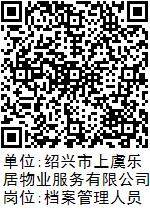 单位:绍兴市上虞乐
居物业服务有限公司
岗位:档案管理人员